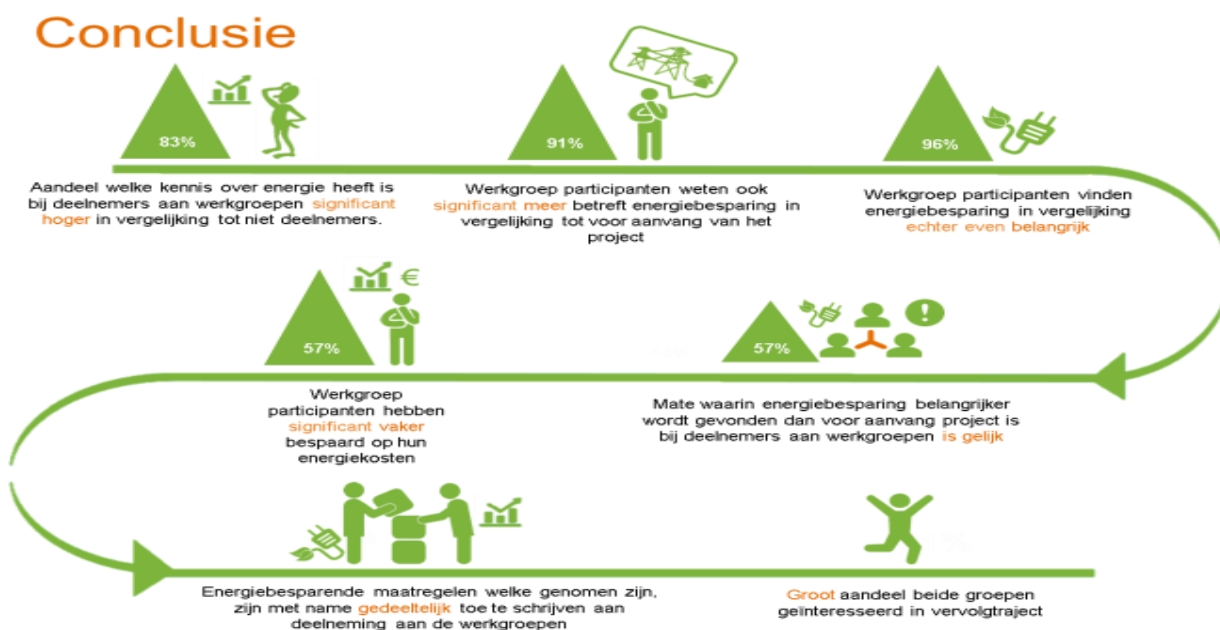 Conclusie
83%
Aandeel welke kennis over energie heeft is
bij deelnemers aan werkgroepen significant
hoger in vergelijking tot niet deelnemers.
91%
Werkgroep participanten weten ook
significant meer betreft energiebesparing in
vergelijking tot voor aanvang van het
project
96%
Werkgroep participanten vinden
energiebesparing in vergelijking
echter even belangrijk
57%
Mate waarin energiebesparing belangrijker
wordt gevonden dan voor aanvang project is
bij deelnemers aan werkgroepen is gelijk
€
57%
Werkgroep
participanten hebben
significant vaker
bespaard op hun
energiekosten
Energiebesparende maatregelen welke genomen zijn,
zijn met name gedeeltelijk toe te schrijven aan
deelneming aan de werkgroepen
Groot aandeel beide groepen
geïnteresseerd in vervolgtraject